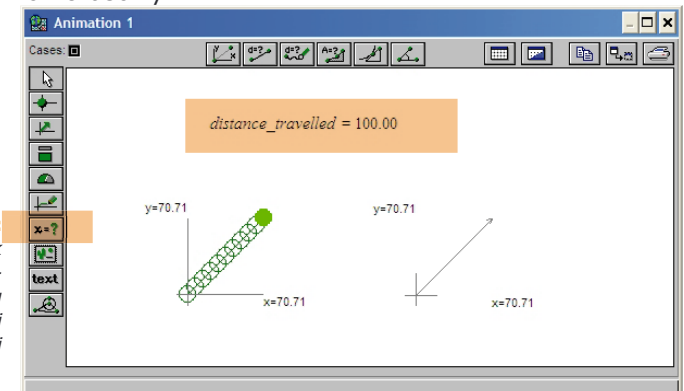 Animation 1
Cases:
y x d=? d=? A=?
distance_travelled = 100.00
y=70.71 y=70.71
x=?
text
x=70.71 x=70.71